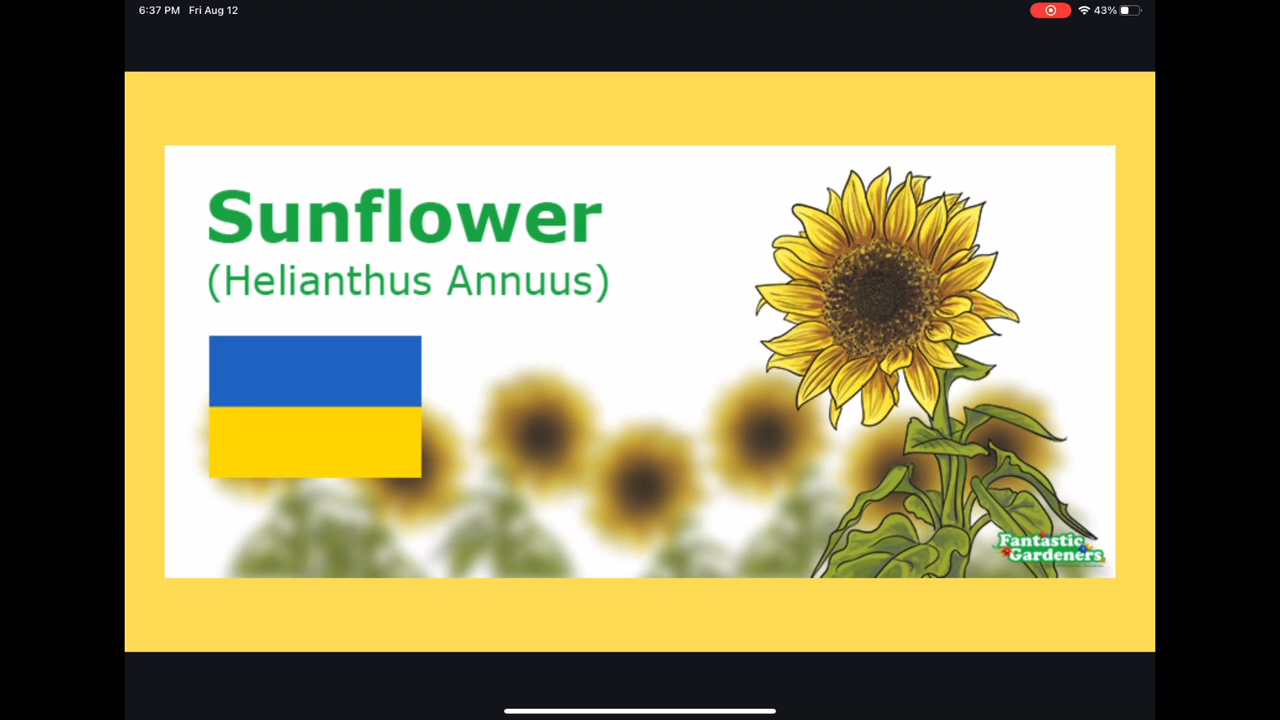 6:37 PM Fri Aug 12
43%
Sunflower
(Helianthus Annuus)
Fantastic
Gardeners